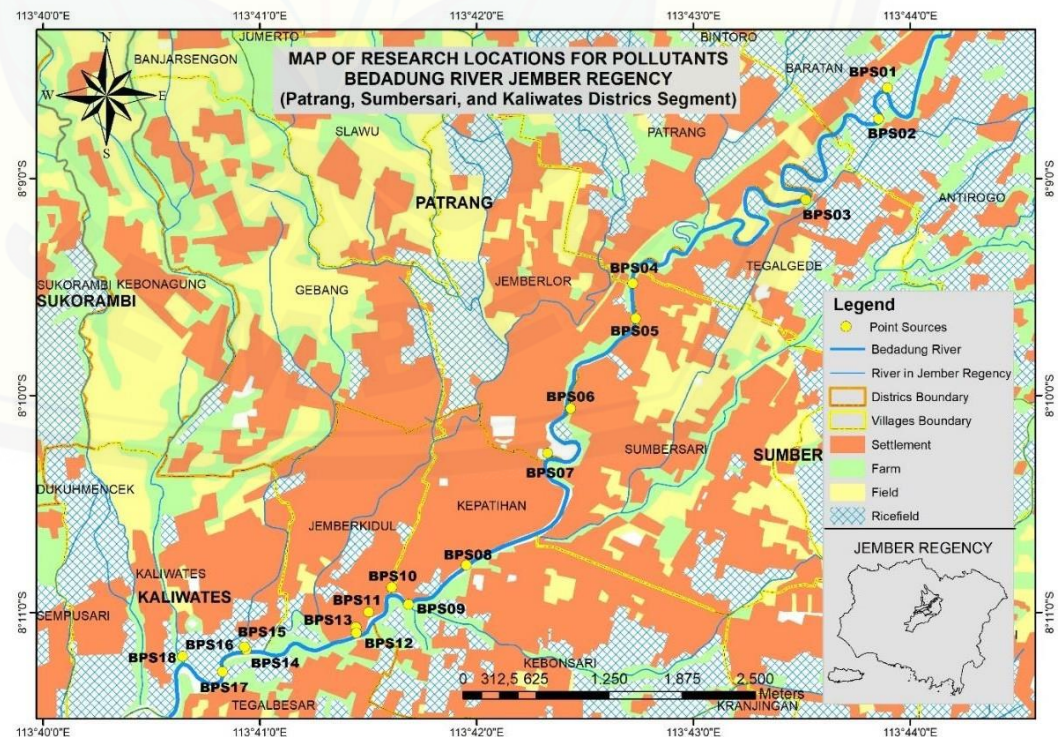 113°40'0"E 113°41'0"E 113°42'0"E 113°43'0"E 113°44'0"E
MAP OF RESEARCH LOCATIONS FOR POLLUTANTS
BEDADUNG RIVER JEMBER REGENCY
(Patrang, Sumbersari, and Kaliwates Districs Segment)
N
W
E
S
JUMERTO
BINTORO
BANJARSENGON
BARATAN
BPS01
BPS02
SLAWU
PATRANG
8°9'0"S
8°9'0"S
PATRANG
BPS03
ANTIROGO
BPS04
TEGALGEDE
SUKORAMBI
KEBONAGUNG
GEBANG
JEMBERLOR
SUKORAMBI
BPS05
Legend
Point Sources
Bedadung River
River in Jember Regency
Districs Boundary
Villages Boundary
Settlement
Farm
Field
Ricefield
8°10'0"S
8°10'0"S
BPS06
SUMBERSARI
SUMBER
BPS07
DUKUHMENCEK
KEPATIHAN
JEMBERKIDUL
JEMBER REGENCY
BPS08
KALIWATES
BPS10
KALIWATES
BPS11
BPS09
SEMPUSARI
8°11'0"S
8°11'0"S
BPS13
BPS12
BPS15
BPS16
BPS18
BPS14
KEBONSARI
BPS17
TEGALBESAR
0 312,5 625 1.250 1.875 2.500
Meters
KRANJINGAN
113°40'0"E 113°41'0"E 113°42'0"E 113°43'0"E 113°44'0"E